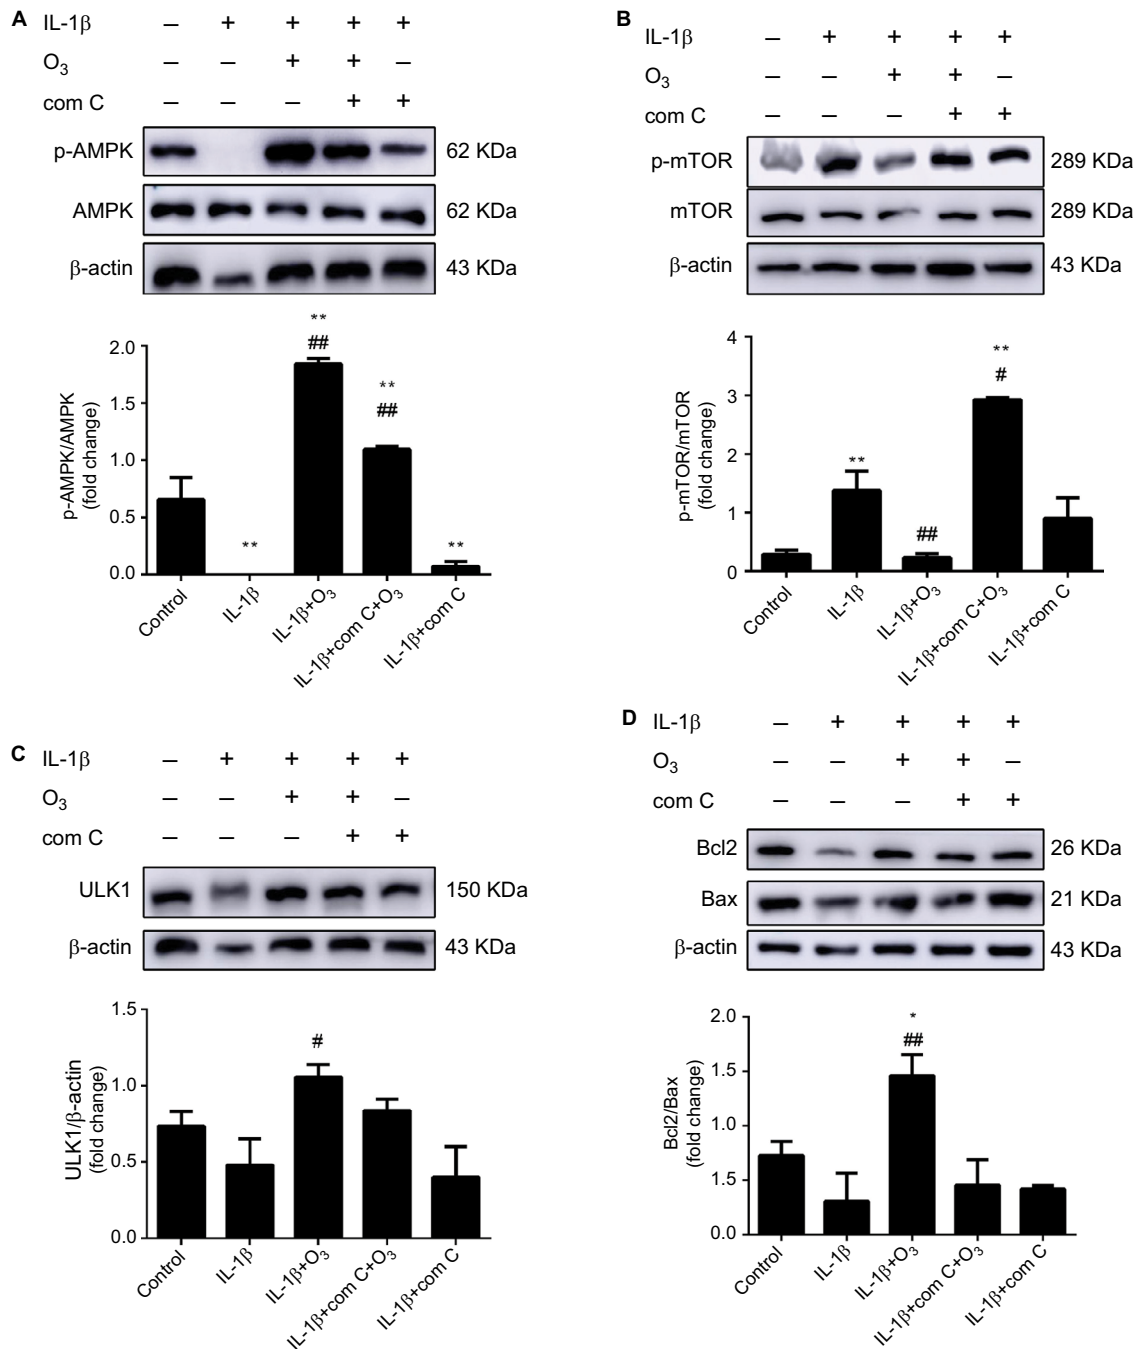 A
IL-1β − + + + +
O3 − − + + −
com C − − − + +
p-AMPK 62 KDa
AMPK 62 KDa
β-actin 43 KDa
p-AMPK/AMPK
(fold change)
2.0
1.5
1.0
0.5
0.0
**
**
##
**
##
**
Control
IL-1β
IL-1β+O3
IL-1β+com C+O3
IL-1β+com C
B
IL-1β − + + + +
O3 − − + + −
com C − − − + +
p-mTOR 289 KDa
mTOR 289 KDa
β-actin 43 KDa
p-mTOR/mTOR
(fold change)
4
3
2
1
0
**
##
**
#
Control
IL-1β
IL-1β+O3
IL-1β+com C+O3
IL-1β+com C
C
IL-1β − + + + +
O3 − − + + −
com C − − − + +
ULK1 150 KDa
β-actin 43 KDa
ULK1/β-actin
(fold change)
1.5
1.0
0.5
0.0
#
Control
IL-1β
IL-1β+O3
IL-1β+com C+O3
IL-1β+com C
D
IL-1β − + + + +
O3 − − + + −
com C − − − + +
Bcl2 26 KDa
Bax 21 KDa
β-actin 43 KDa
Bcl2/Bax
(fold change)
2.0
1.5
1.0
1.5
0.0
*
##
Control
IL-1β
IL-1β+O3
IL-1β+com C+O3
IL-1β+com C